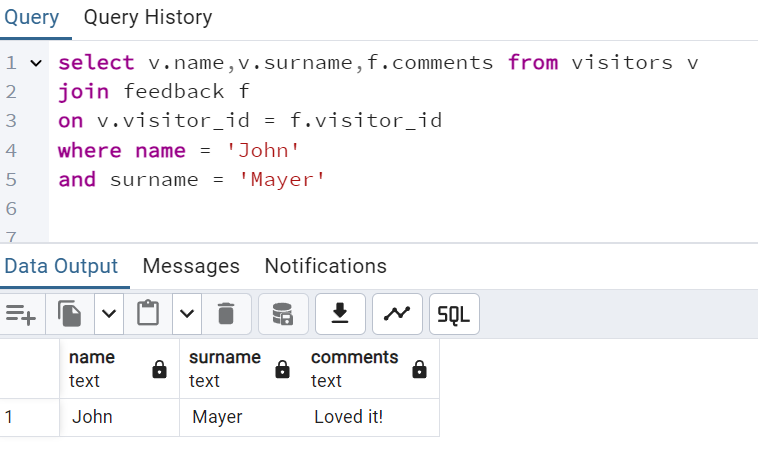 Query Query History
1 select v.name,v.surname,f.comments from visitors v
2 join feedback f
3 on v.visitor_id = f.visitor_id
4 where name = 'John'
5 and surname = 'Mayer'
6
7
Data Output Messages Notifications
SQL
name surname comments
text text text
1 John Mayer Loved it!